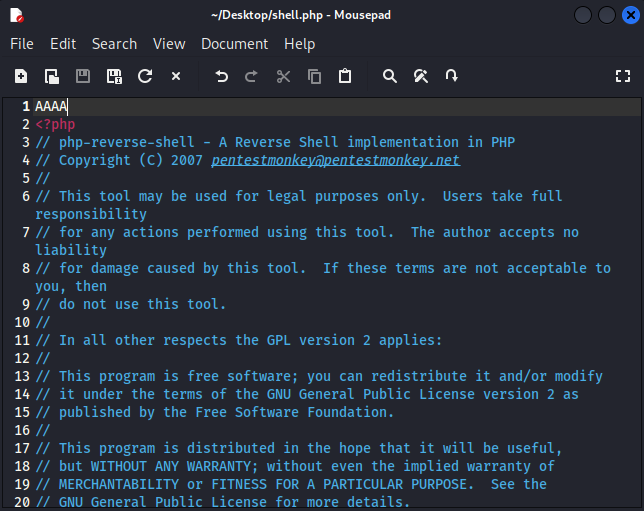 ~/Desktop/shell.php - Mousepad
File Edit Search View Document Help
1 AAAA
2 <?php
3 // php-reverse-shell - A Reverse Shell implementation in PHP
4 // Copyright (C) 2007 pentestmonkey@pentestmonkey.net
5 //
6 // This tool may be used for legal purposes only.  Users take full
responsibility
7 // for any actions performed using this tool.  The author accepts no
liability
8 // for damage caused by this tool.  If these terms are not acceptable to
you, then
9 // do not use this tool.
10 //
11 // In all other respects the GPL version 2 applies:
12 //
13 // This program is free software; you can redistribute it and/or modify
14 // it under the terms of the GNU General Public License version 2 as
15 // published by the Free Software Foundation.
16 //
17 // This program is distributed in the hope that it will be useful,
18 // but WITHOUT ANY WARRANTY; without even the implied warranty of
19 // MERCHANTABILITY or FITNESS FOR A PARTICULAR PURPOSE.  See the
20 // GNU General Public License for more details.